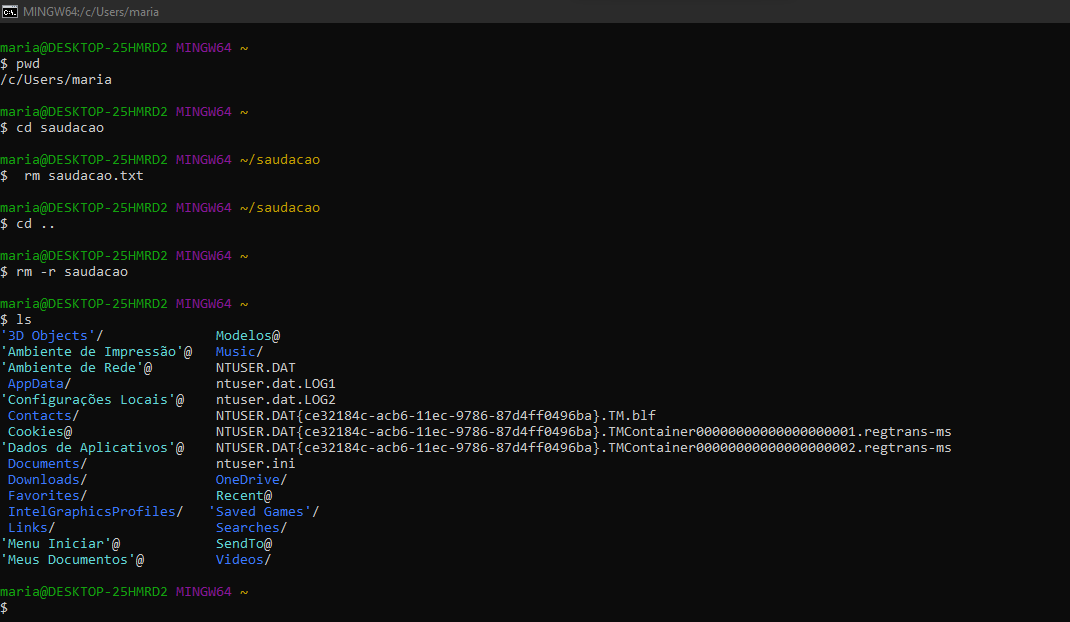 MINGW64:/c/Users/maria
maria@DESKTOP-25HMRD2 MINGW64 ~
$ pwd
/c/Users/maria
maria@DESKTOP-25HMRD2 MINGW64 ~
$ cd saudacao
maria@DESKTOP-25HMRD2 MINGW64 ~/saudacao
$  rm saudacao.txt
maria@DESKTOP-25HMRD2 MINGW64 ~/saudacao
$ cd ..
maria@DESKTOP-25HMRD2 MINGW64 ~
$ rm -r saudacao
maria@DESKTOP-25HMRD2 MINGW64 ~
$ ls
'3D Objects'/              Modelos@
'Ambiente de Impressão'@   Music/
'Ambiente de Rede'@        NTUSER.DAT
 AppData/                  ntuser.dat.LOG1
'Configurações Locais'@    ntuser.dat.LOG2
 Contacts/                 NTUSER.DAT{ce32184c-acb6-11ec-9786-87d4ff0496ba}.TM.blf
 Cookies@                  NTUSER.DAT{ce32184c-acb6-11ec-9786-87d4ff0496ba}.TMContainer00000000000000000001.regtrans-ms
'Dados de Aplicativos'@    NTUSER.DAT{ce32184c-acb6-11ec-9786-87d4ff0496ba}.TMContainer00000000000000000002.regtrans-ms
 Documents/                ntuser.ini
 Downloads/                OneDrive/
 Favorites/                Recent@
 IntelGraphicsProfiles/   'Saved Games'/
 Links/                    Searches/
'Menu Iniciar'@            SendTo@
'Meus Documentos'@         Videos/
maria@DESKTOP-25HMRD2 MINGW64 ~
$